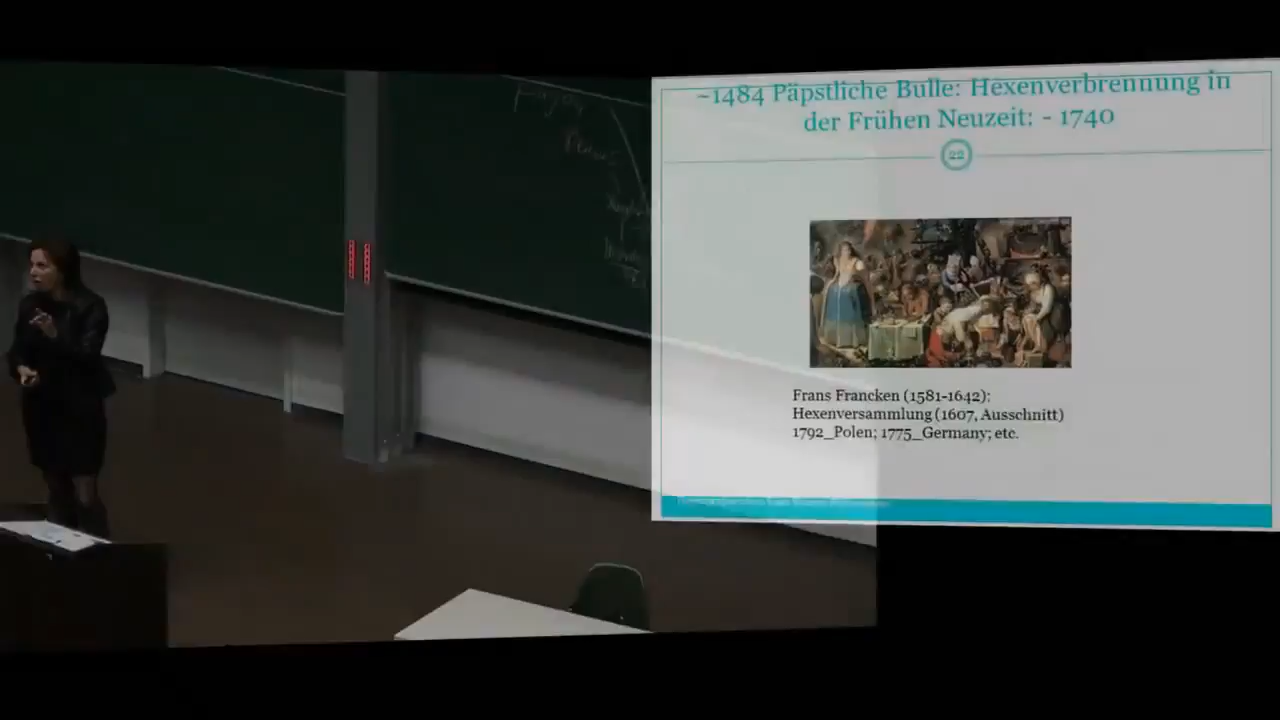 ~1484 Päpstliche Bulle: Hexenverbrennung in
der Frühen Neuzeit: - 1740
22
Frans Francken (1581-1642):
Hexenversammlung (1607, Ausschnitt)
1792_Polen; 1775_Germany; etc.